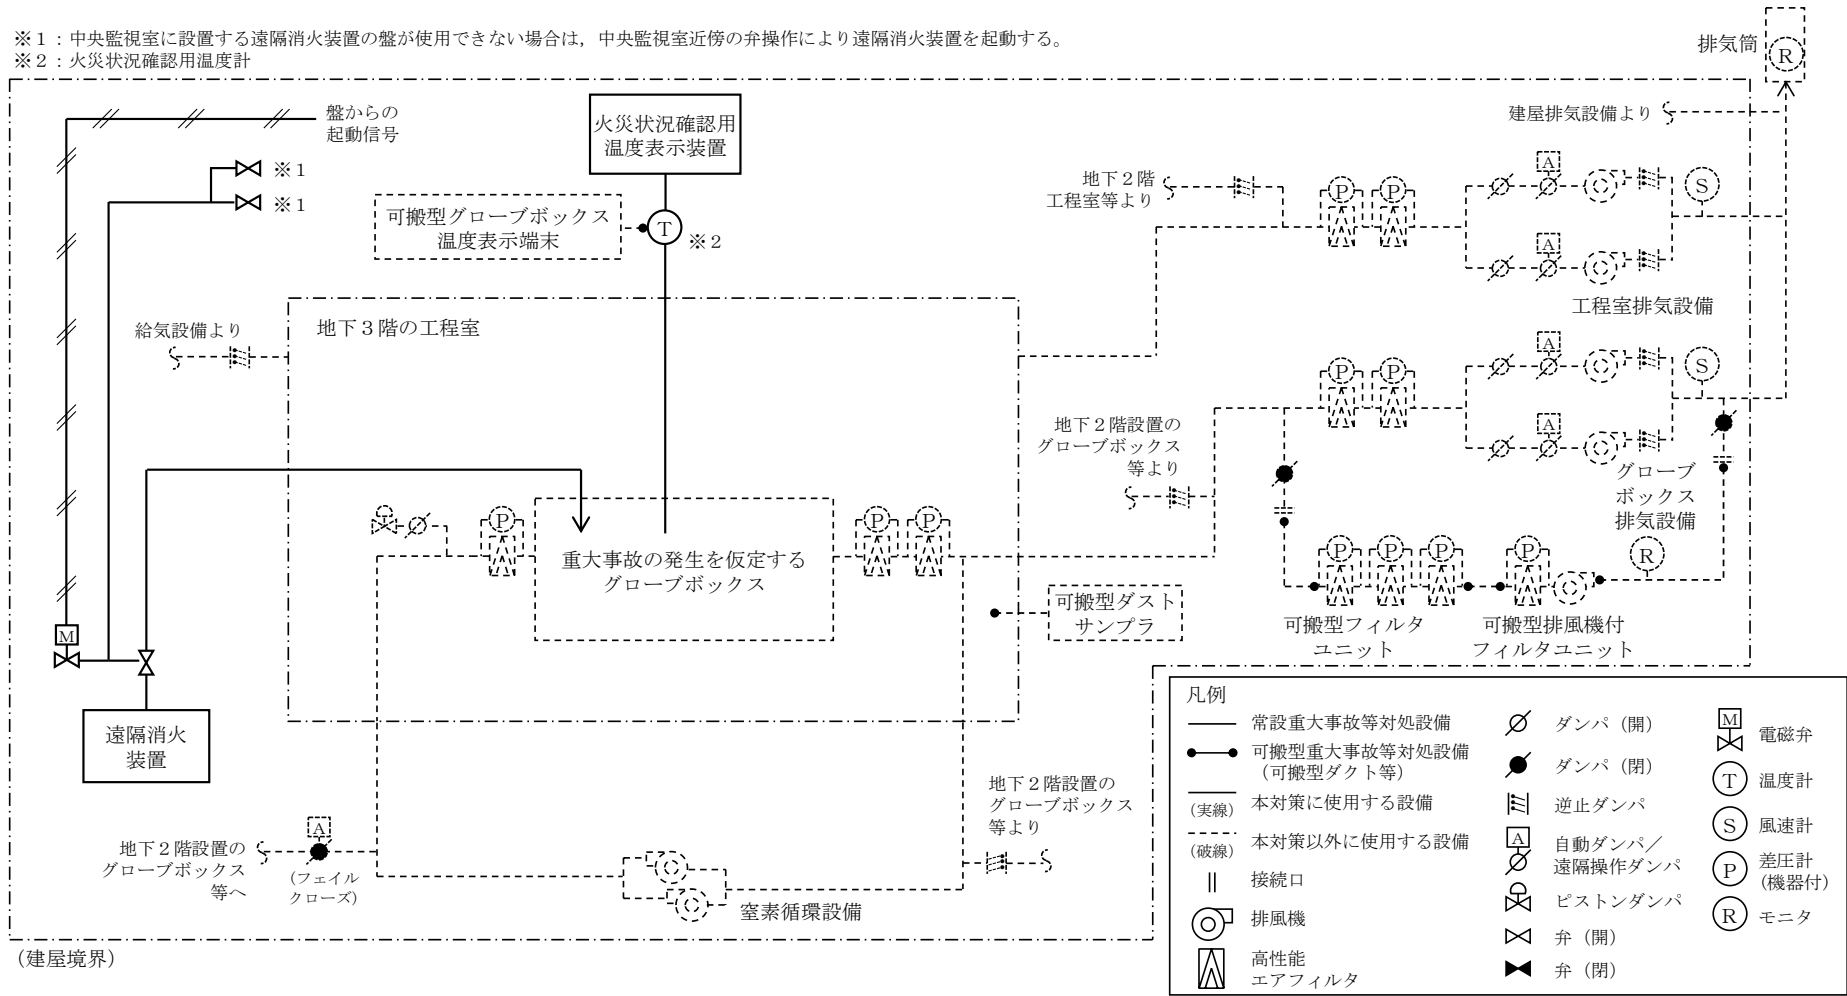 ※１：中央監視室に設置する遠隔消火装置の盤が使用できない場合は，中央監視室近傍の弁操作により遠隔消火装置を起動する。
※２：火災状況確認用温度計
排気筒
R
盤からの
起動信号
※１
※１
火災状況確認用
温度表示装置
可搬型グローブボックス
温度表示端末
T
※２
建屋排気設備より
地下２階
工程室等より
P
P
A
A
S
工程室排気設備
給気設備より
地下３階の工程室
地下２階設置の
グローブボックス
等より
P
P
A
A
S
グローブ
ボックス
排気設備
P
重大事故の発生を仮定する
グローブボックス
P
P
P
P
P
P
R
可搬型フィルタ
ユニット
可搬型排風機付
フィルタユニット
可搬型ダスト
サンプラ
M
遠隔消火
装置
地下２階設置の
グローブボックス
等へ
A
（フェイル
クローズ）
窒素循環設備
地下２階設置の
グローブボックス
等より
（建屋境界）
凡例
常設重大事故等対処設備
可搬型重大事故等対処設備
（可搬型ダクト等）
（実線）
本対策に使用する設備
（破線）
本対策以外に使用する設備
接続口
排風機
高性能
エアフィルタ
ダンパ（開）
ダンパ（閉）
逆止ダンパ
A
自動ダンパ／
遠隔操作ダンパ
ピストンダンパ
弁（開）
弁（閉）
M
電磁弁
T
温度計
S
風速計
P
差圧計
（機器付）
R
モニタ